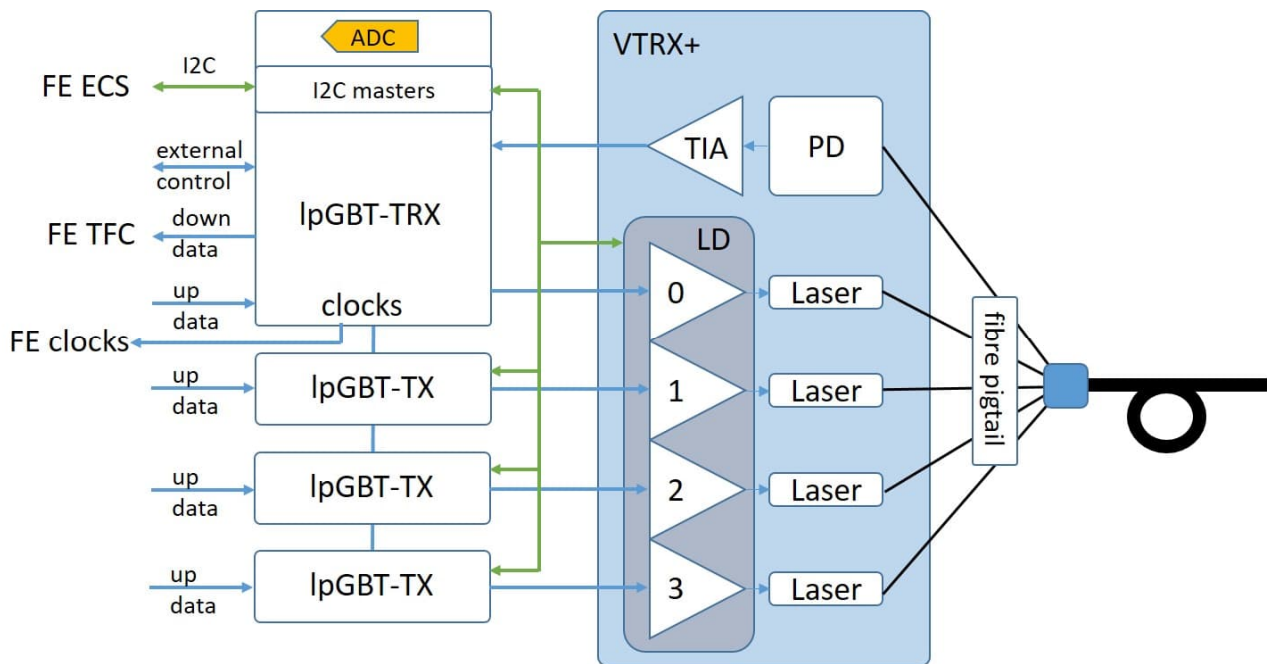 ADC
VTRX+
FE ECS
I2C
I2C masters
external
control
TIA
PD
lpGBT-TRX
FE TFC
down
data
LD
up
data
clocks
0
Laser
FE clocks
up
data
lpGBT-TX
1
Laser
fibre pigtail
up
data
lpGBT-TX
2
Laser
up
data
lpGBT-TX
3
Laser